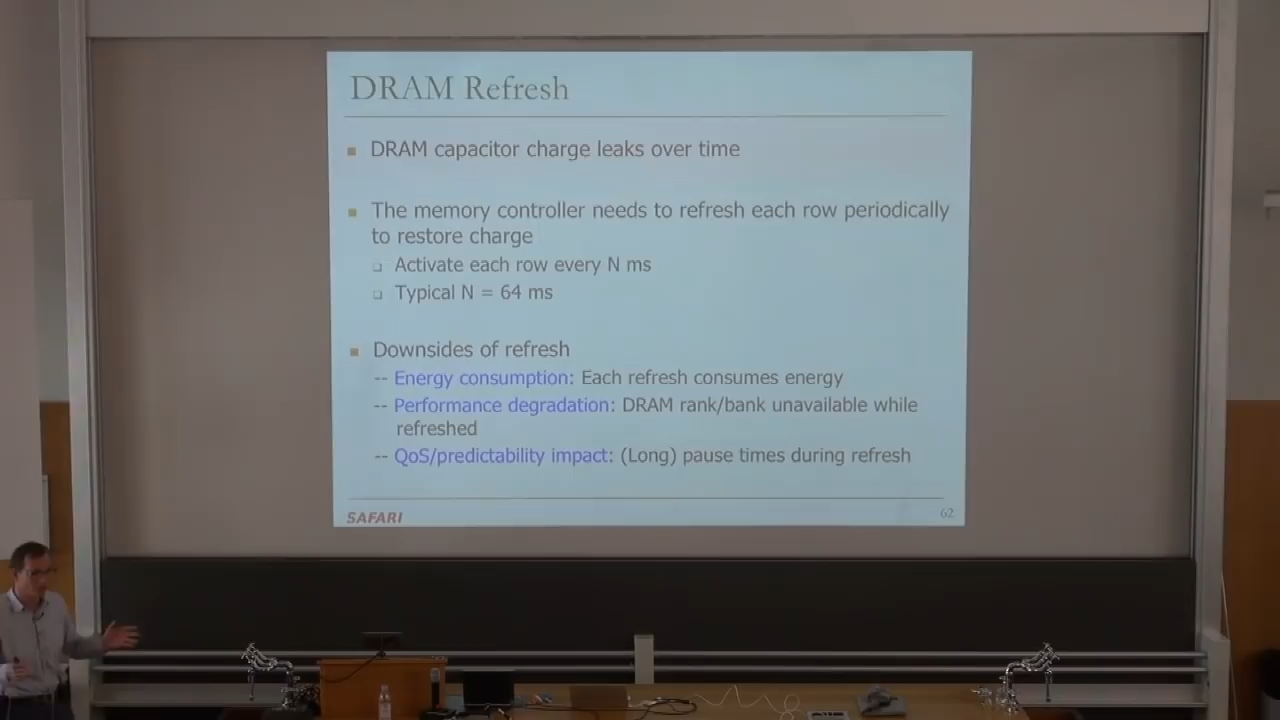 DRAM Refresh
DRAM capacitor charge leaks over time
The memory controller needs to refresh each row periodically
to restore charge
Activate each row every N ms
Typical N = 64 ms
Downsides of refresh
-- Energy consumption: Each refresh consumes energy
-- Performance degradation: DRAM rank/bank unavailable while
refreshed
-- QoS/predictability impact: (Long) pause times during refresh
SAFARI
62